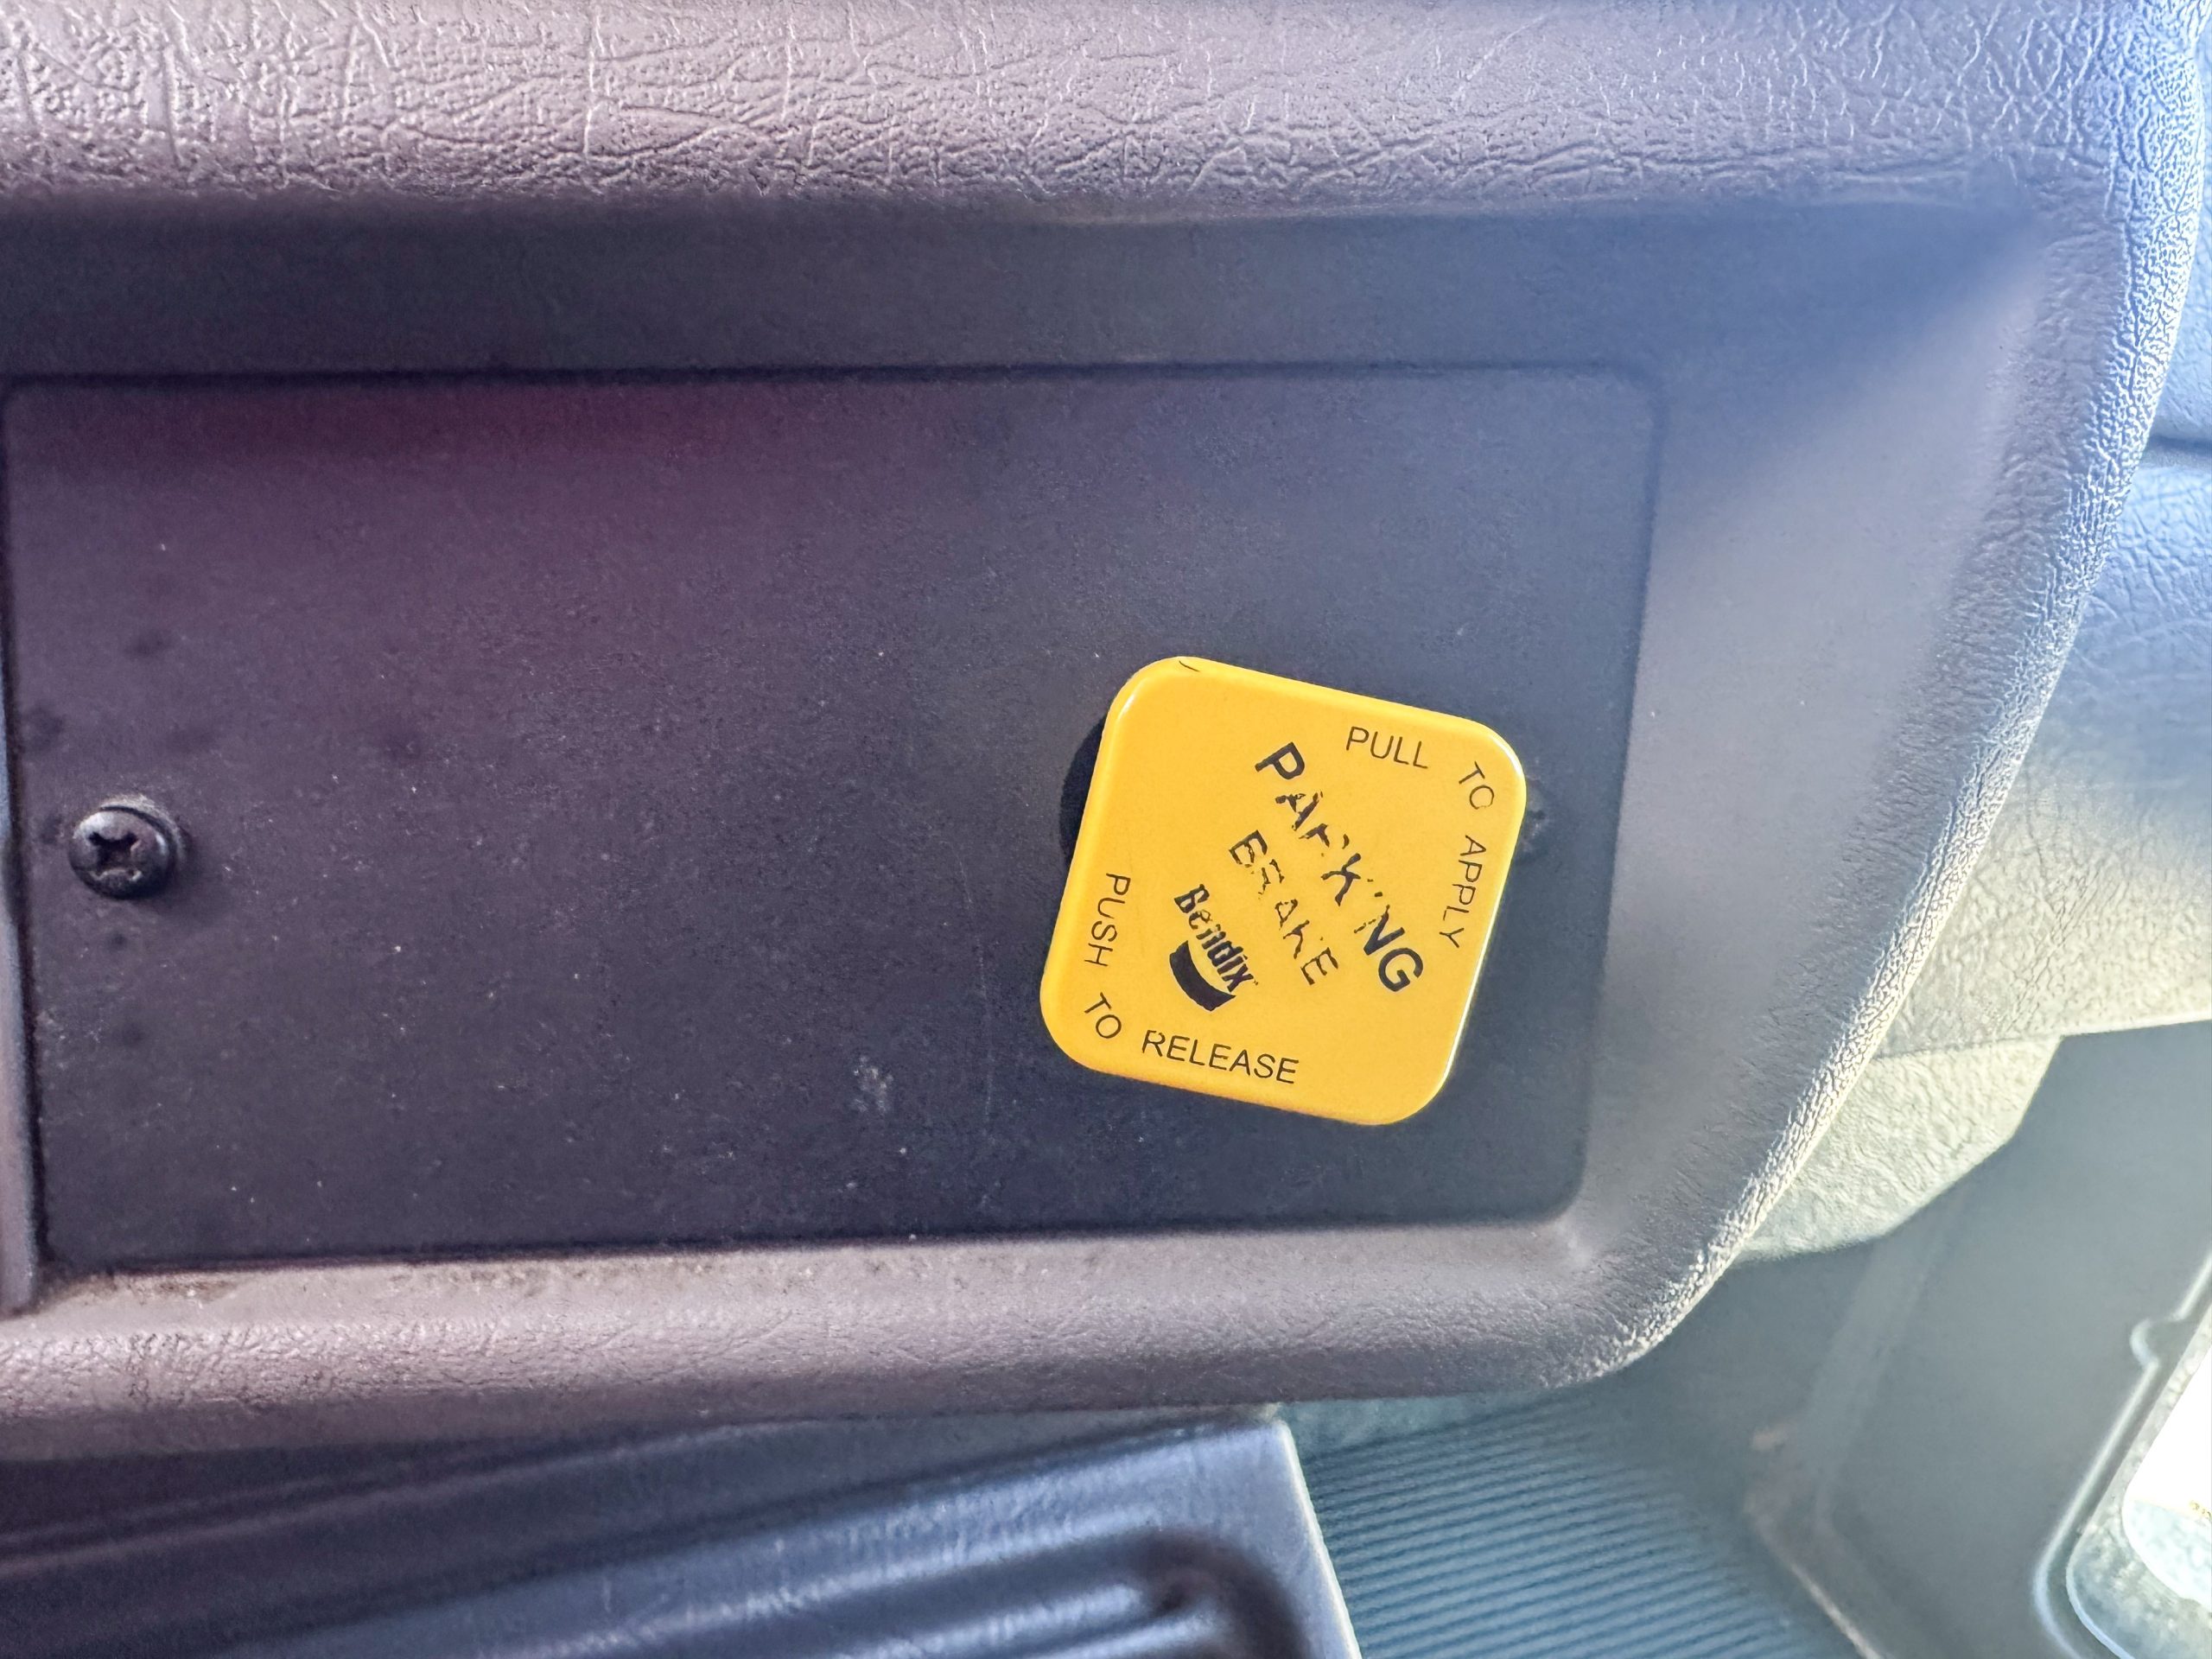 PULL TO APPLY
PARKING
BRAKE
Bendix
PUSH TO RELEASE